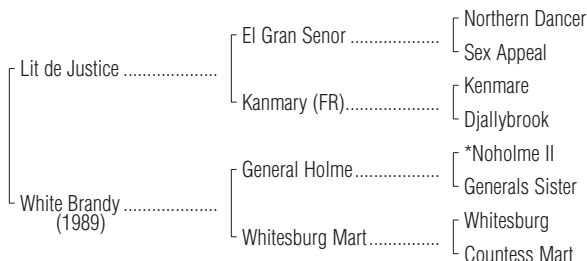 Northern Dancer
El Gran Senor ....................
Sex Appeal
Lit de Justice .....................
Kenmare
Kanmary (FR).....................
Djallybrook
*Noholme II
General Holme...................
Generals Sister
White Brandy .....................
(1989)
Whitesburg
Whitesburg Mart................
Countess Mart